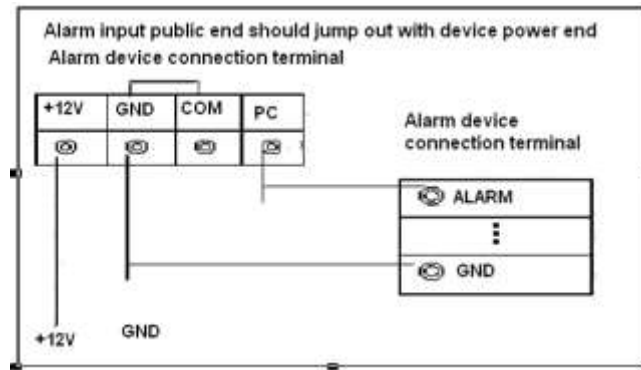 Alarm input public end should jump out with device power end
Alarm device connection terminal
+12V GND COM PC
Alarm device
connection terminal
ALARM
GND
+12V GND